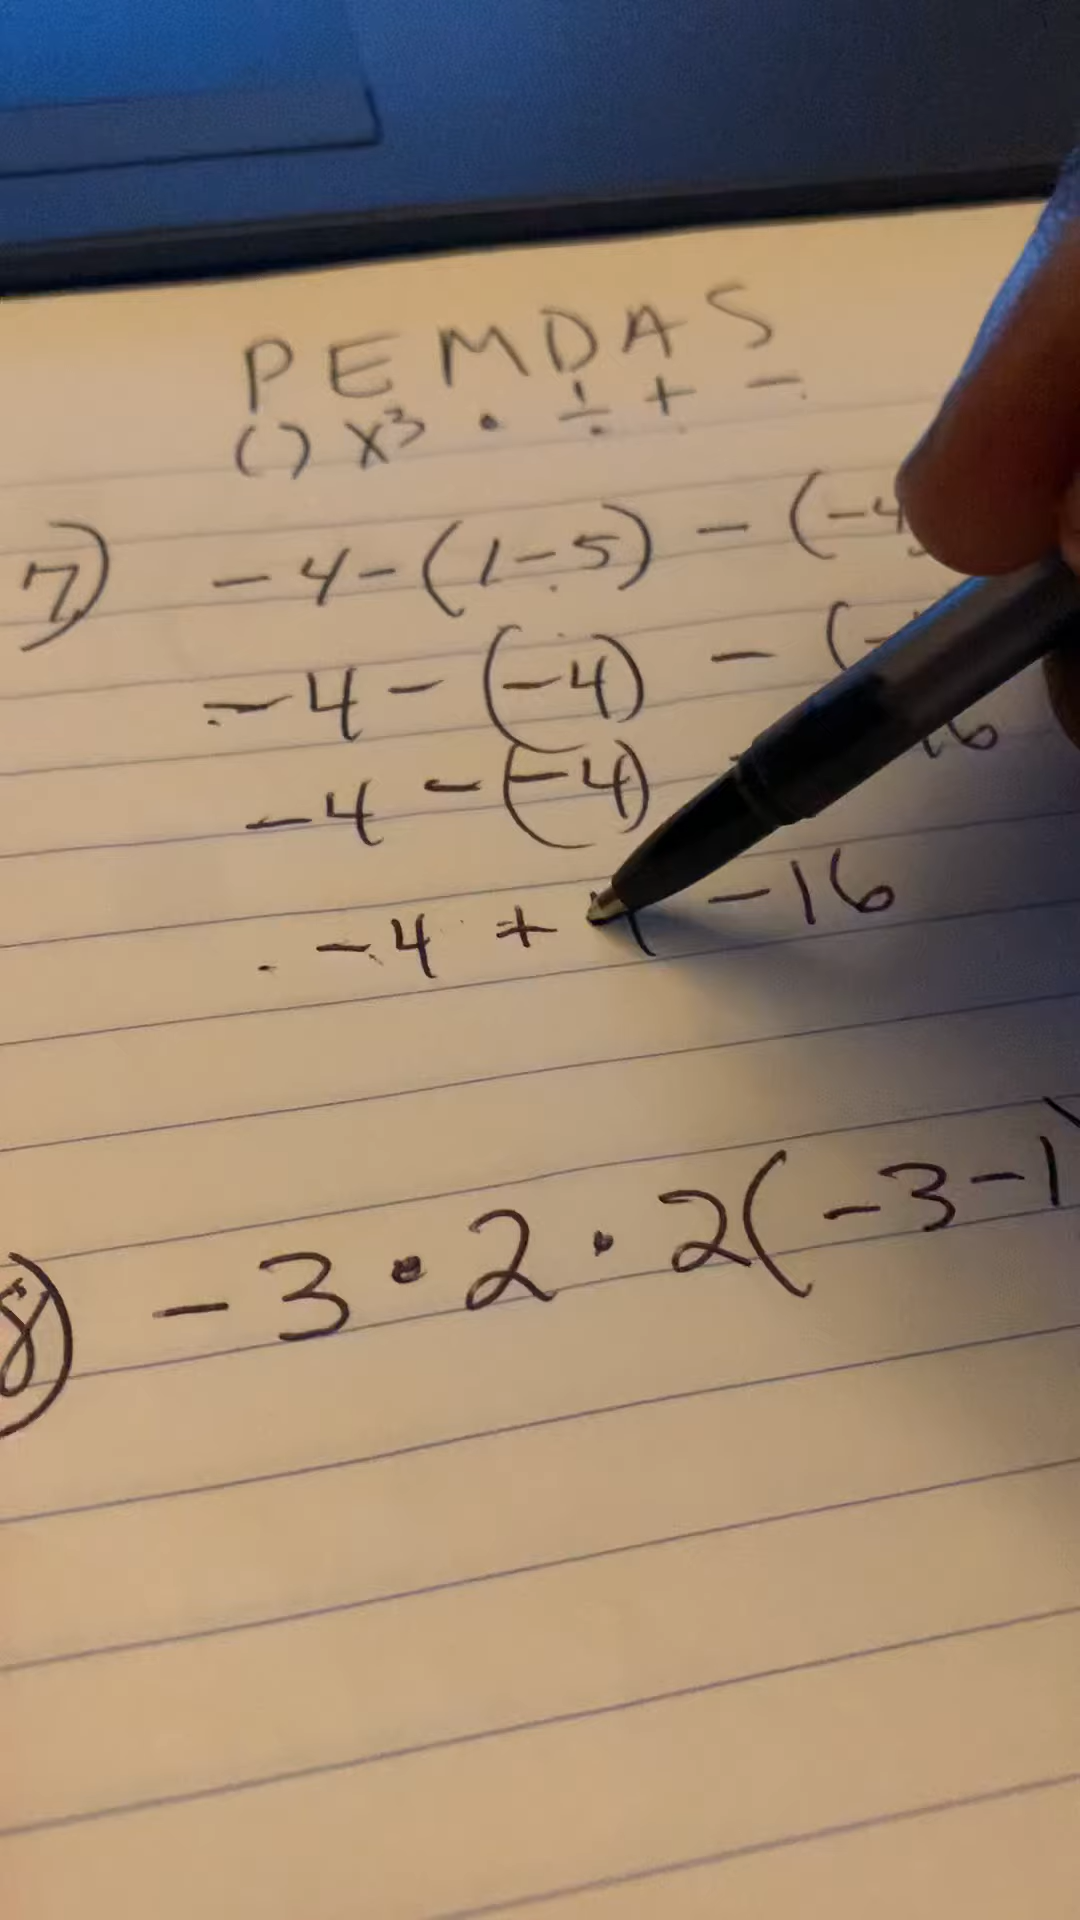 PEMDAS
() x³ • ÷ + −
7) −4−(1−5) − (−4
−4 − (−4) − (−
−4 − (−4) 16
−4 + −16
8) −3 • 2 • 2(−3−1)